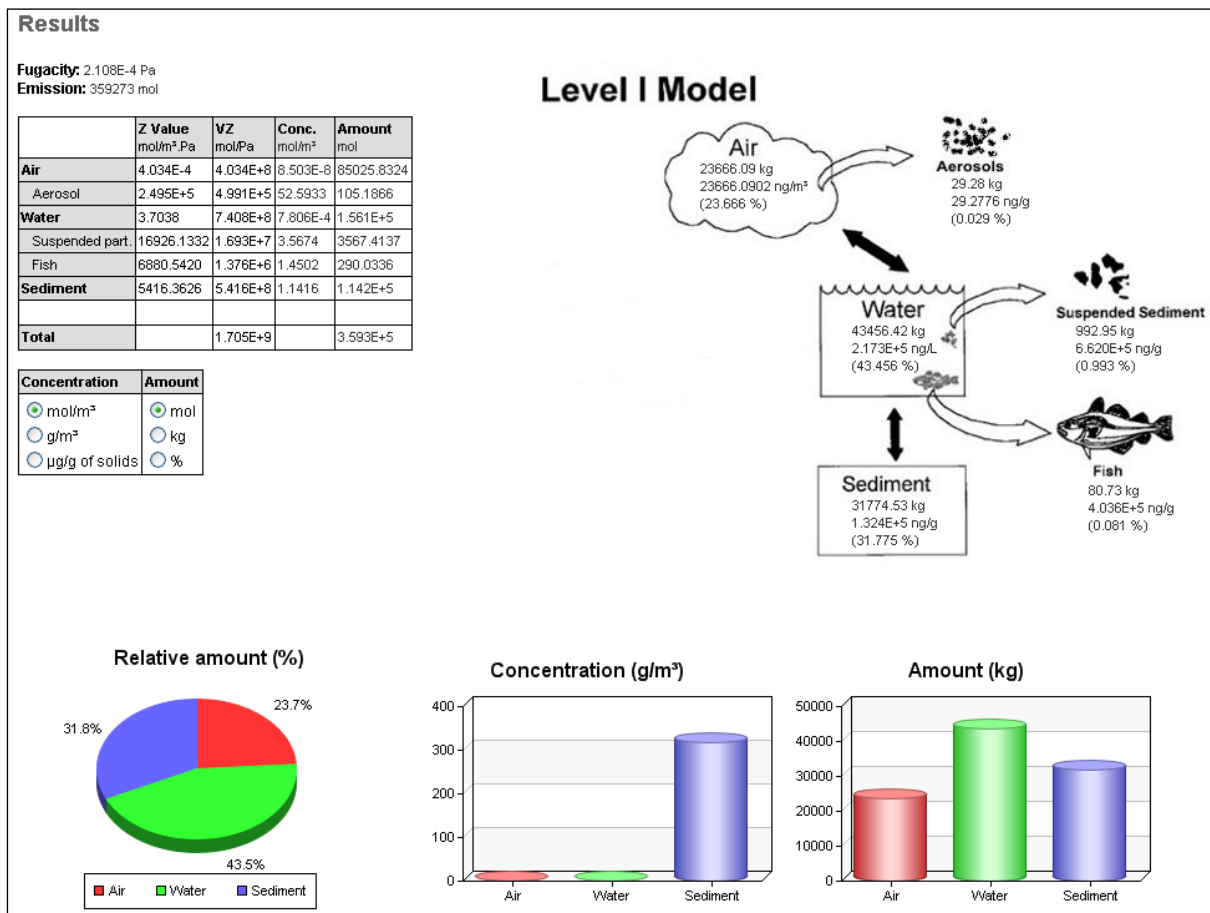 Results
Fugacity: 2.108E-4 Pa
Emission: 359273 mol
Z Value VZ Conc. Amount
mol/m³.Pa mol/Pa mol/m³ mol
Air 4.034E-4 4.034E+8 8.503E-8 85025.8324
Aerosol 2.495E+5 4.991E+5 52.5933 105.1866
Water 3.7038 7.408E+8 7.806E-4 1.561E+5
Suspended part. 16926.1332 1.693E+7 3.5674 3567.4137
Fish 6880.5420 1.376E+6 1.4502 290.0336
Sediment 5416.3626 5.416E+8 1.1416 1.142E+5
Total 1.705E+9 3.593E+5
Concentration Amount
mol/m³ mol
g/m³ kg
µg/g of solids %
Level I Model
Air
23666.09 kg
23666.0902 ng/m³
(23.666 %)
Aerosols
29.28 kg
29.2776 ng/g
(0.029 %)
Water
43456.42 kg
2.173E+5 ng/L
(43.456 %)
Suspended Sediment
992.95 kg
6.620E+5 ng/g
(0.993 %)
Sediment
31774.53 kg
1.324E+5 ng/g
(31.775 %)
Fish
80.73 kg
4.036E+5 ng/g
(0.081 %)
Relative amount (%)
23.7%
31.8%
43.5%
Air Water Sediment
Concentration (g/m³)
400
300
200
100
0
Air Water Sediment
Amount (kg)
50000
40000
30000
20000
10000
0
Air Water Sediment